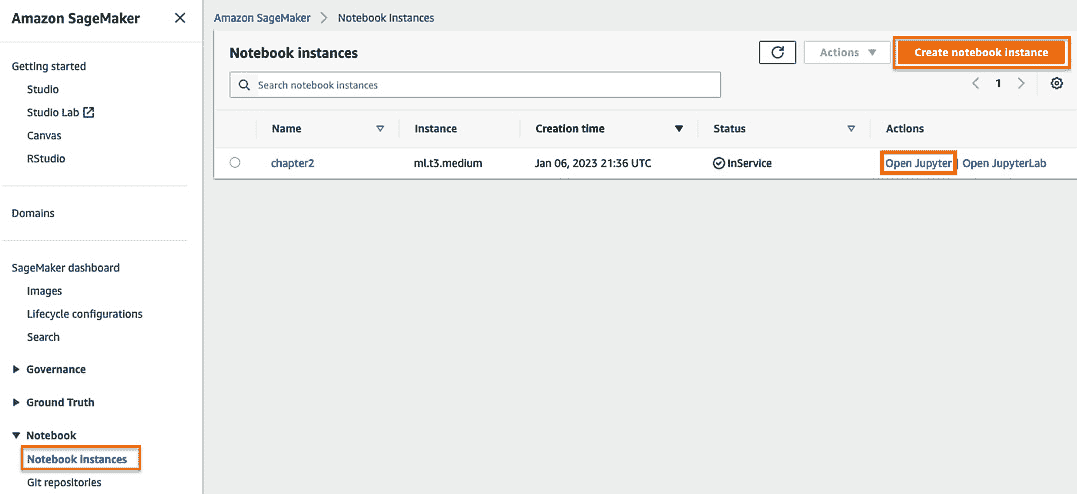 Amazon SageMaker
Getting started
Studio
Studio Lab
Canvas
RStudio
Domains
SageMaker dashboard
Images
Lifecycle configurations
Search
Governance
Ground Truth
Notebook
Notebook instances
Git repositories
Amazon SageMaker > Notebook instances
Notebook instances
Actions
Create notebook instance
Search notebook instances
1
Name Instance Creation time Status Actions
chapter2 ml.t3.medium Jan 06, 2023 21:36 UTC InService Open Jupyter | Open JupyterLab